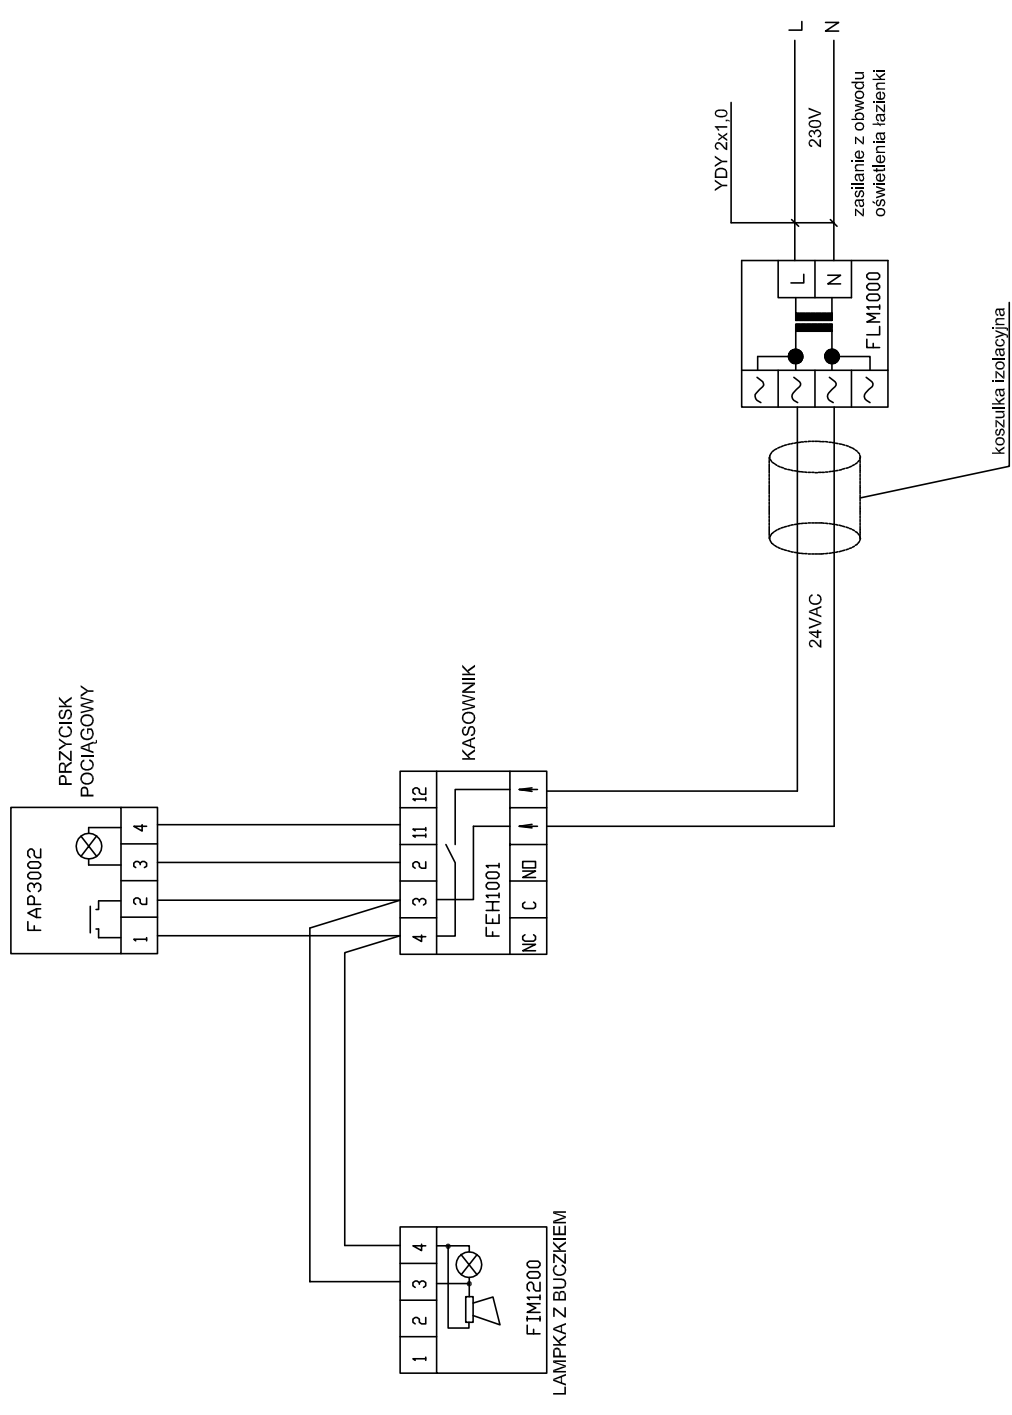 L
N
YDY 2x1,0
230V
zasilanie z obwodu
oświetlenia łazienki
L
N
FLM1000
koszulka izolacyjna
24VAC
PRZYCISK
POCIĄGOWY
KASOWNIK
FAP3002
4
3
2
1
12
11
2
3
4
FEH1001
NO
C
NC
4
3
2
1
FIM1200
LAMPKA Z BUCZKIEM